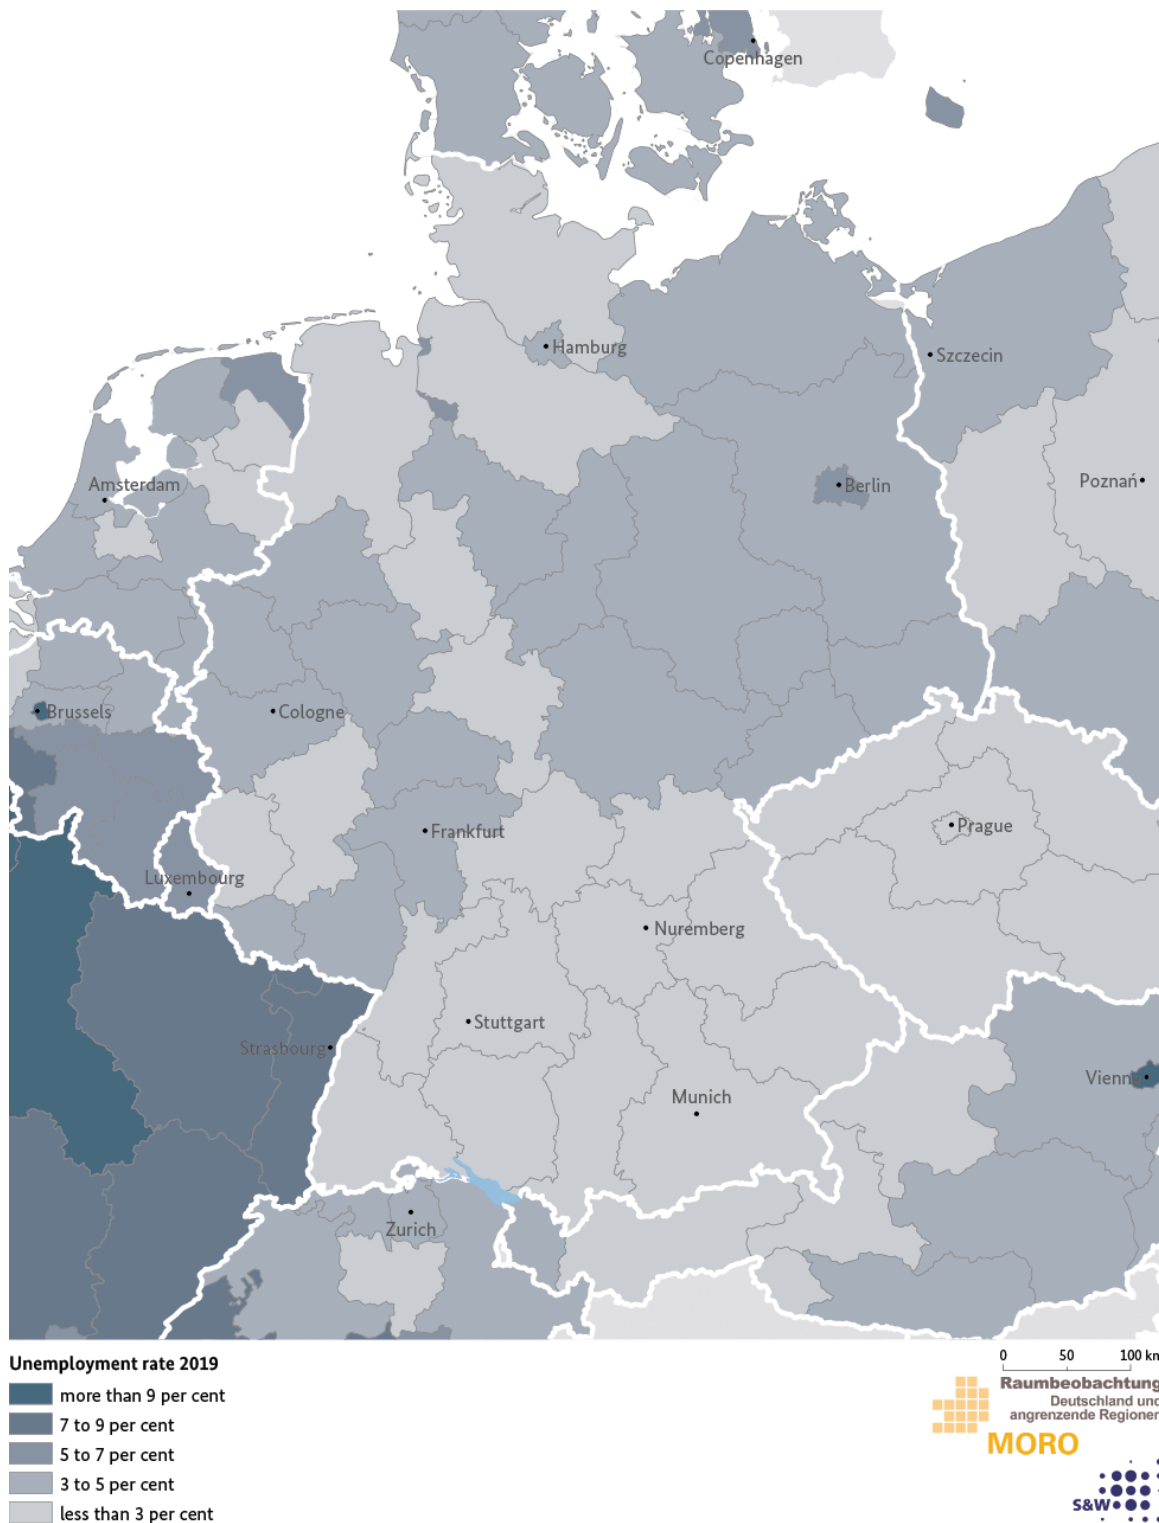 Copenhagen
Hamburg
Szczecin
Amsterdam
Berlin
Poznań
Brussels
Cologne
Prague
Frankfurt
Luxembourg
Nuremberg
Stuttgart
Strasbourg
Vienn
Munich
Zurich
Unemployment rate 2019
more than 9 per cent
7 to 9 per cent
5 to 7 per cent
3 to 5 per cent
less than 3 per cent
0 50 100 km
Raumbeobachtung
Deutschland und
angrenzende Regionen
MORO
S&W